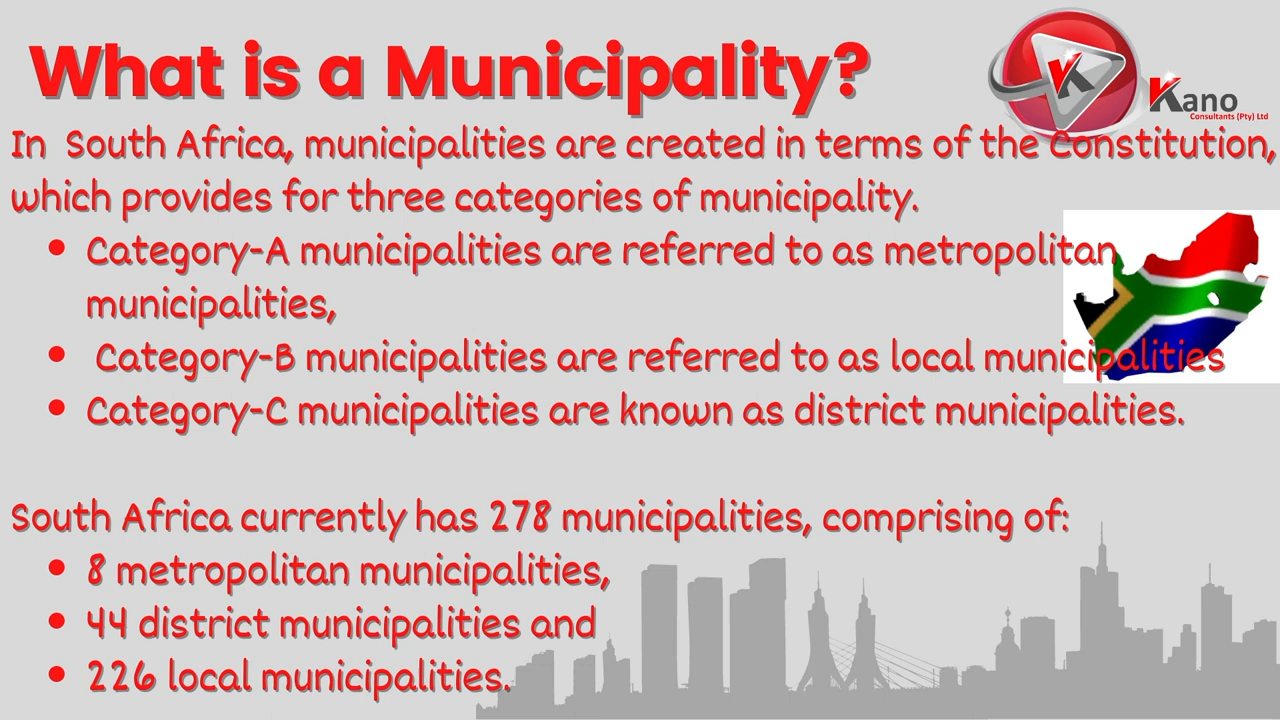 What is a Municipality?
Kano
Consultants (Pty) Ltd
In South Africa, municipalities are created in terms of the Constitution,
which provides for three categories of municipality.
• Category-A municipalities are referred to as metropolitan
municipalities,
• Category-B municipalities are referred to as local municipalities
• Category-C municipalities are known as district municipalities.
South Africa currently has 278 municipalities, comprising of:
• 8 metropolitan municipalities,
• 44 district municipalities and
• 226 local municipalities.